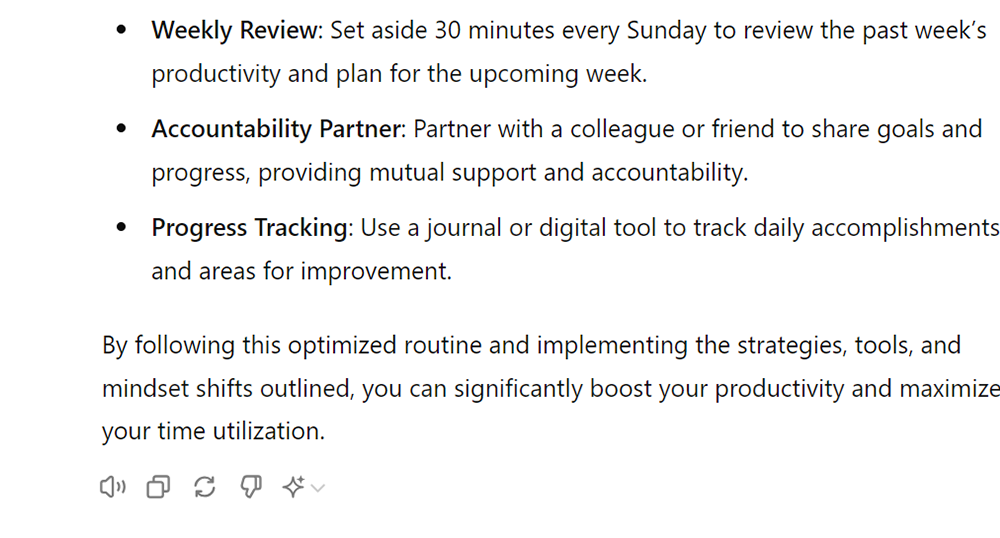 • Weekly Review: Set aside 30 minutes every Sunday to review the past week’s
productivity and plan for the upcoming week.
• Accountability Partner: Partner with a colleague or friend to share goals and
progress, providing mutual support and accountability.
• Progress Tracking: Use a journal or digital tool to track daily accomplishments
and areas for improvement.
By following this optimized routine and implementing the strategies, tools, and
mindset shifts outlined, you can significantly boost your productivity and maximize
your time utilization.